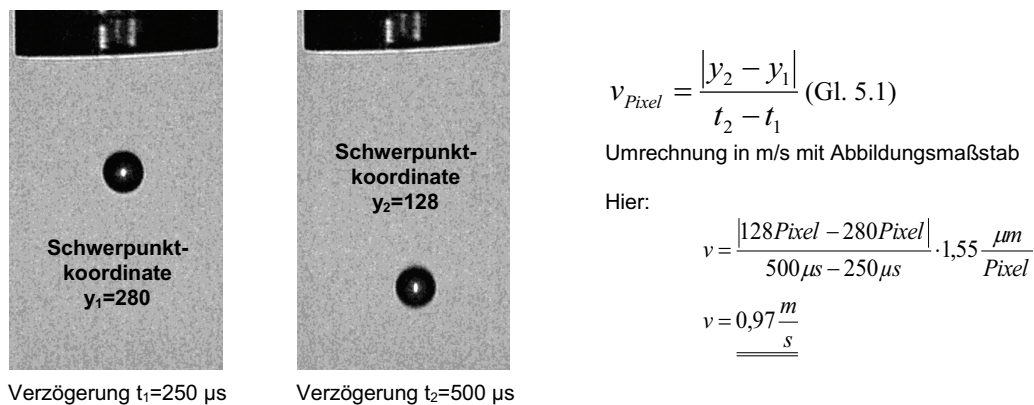 Schwerpunkt-
koordinate
y₁=280
Verzögerung t₁=250 µs
Schwerpunkt-
koordinate
y₂=128
Verzögerung t₂=500 µs
v_Pixel = |y₂ − y₁| / (t₂ − t₁) (Gl. 5.1)
Umrechnung in m/s mit Abbildungsmaßstab
Hier:
v = |128Pixel − 280Pixel| / (500µs − 250µs) · 1,55 µm/Pixel
v = 0,97 m/s